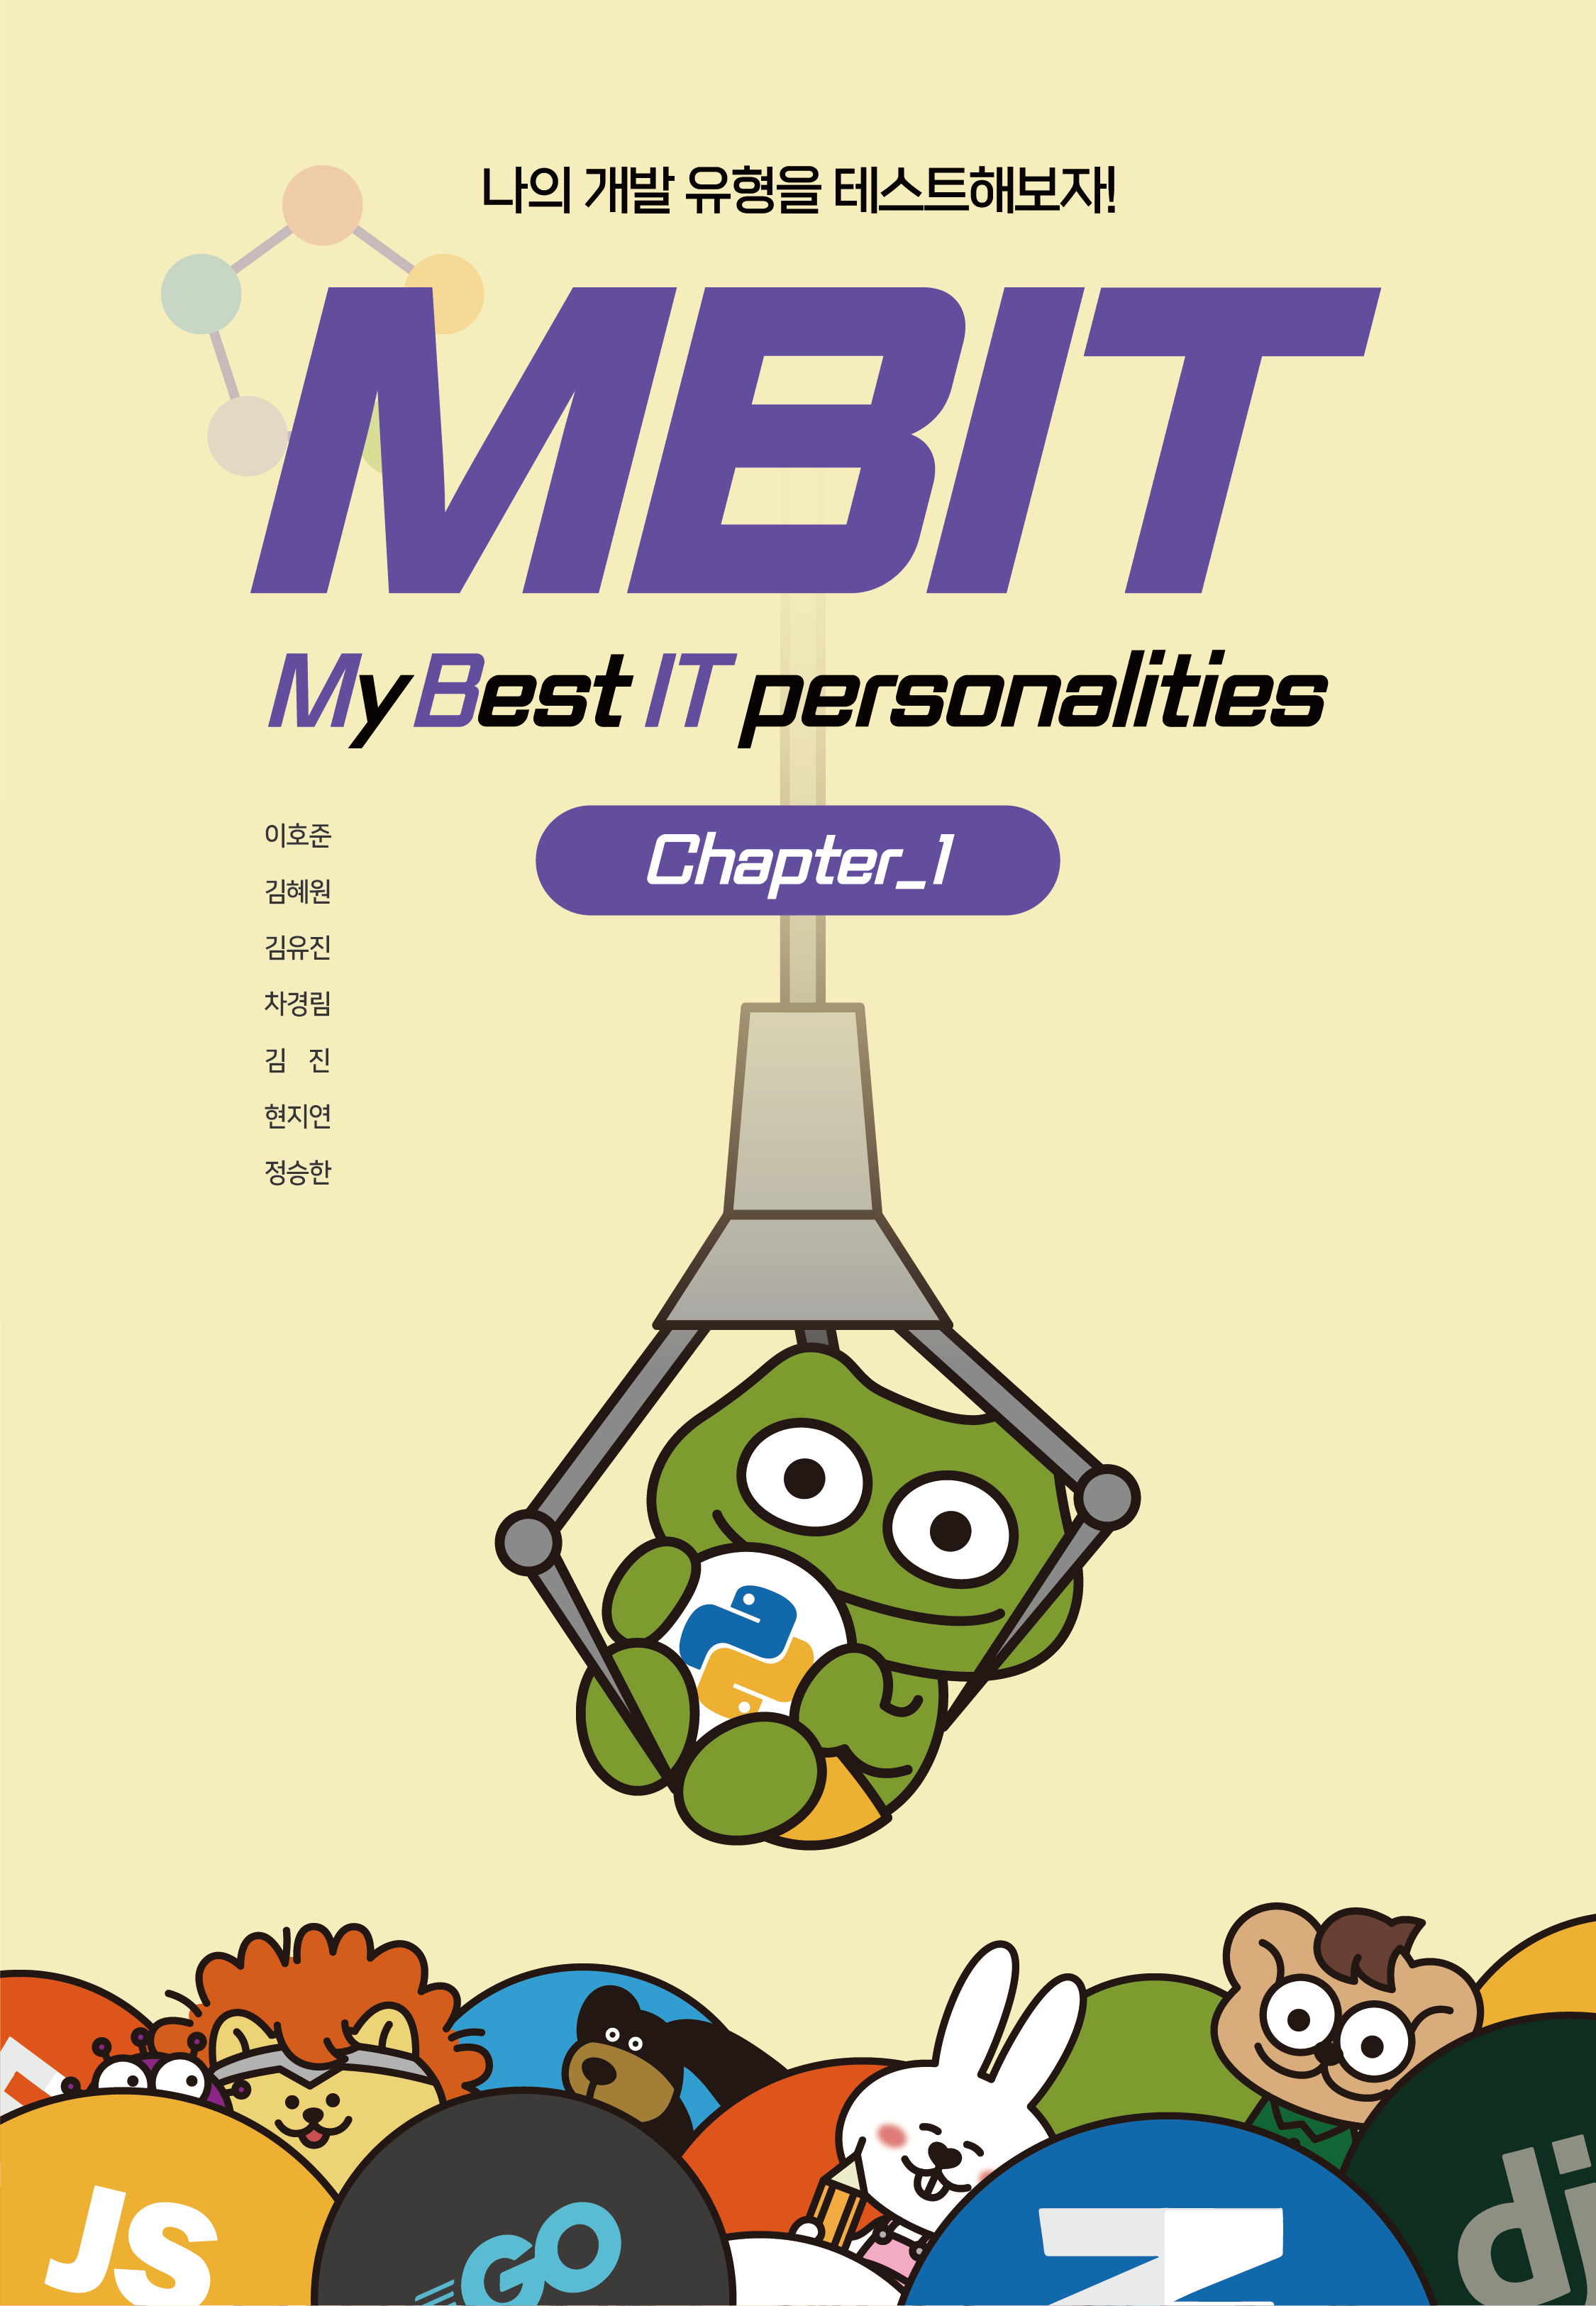 나의 개발 유형을 테스트해보자!
MBIT
My Best IT personalities
Chapter_1
이호준
김혜원
김유진
차경림
김 진
현지연
정승한
Js
GO
dj